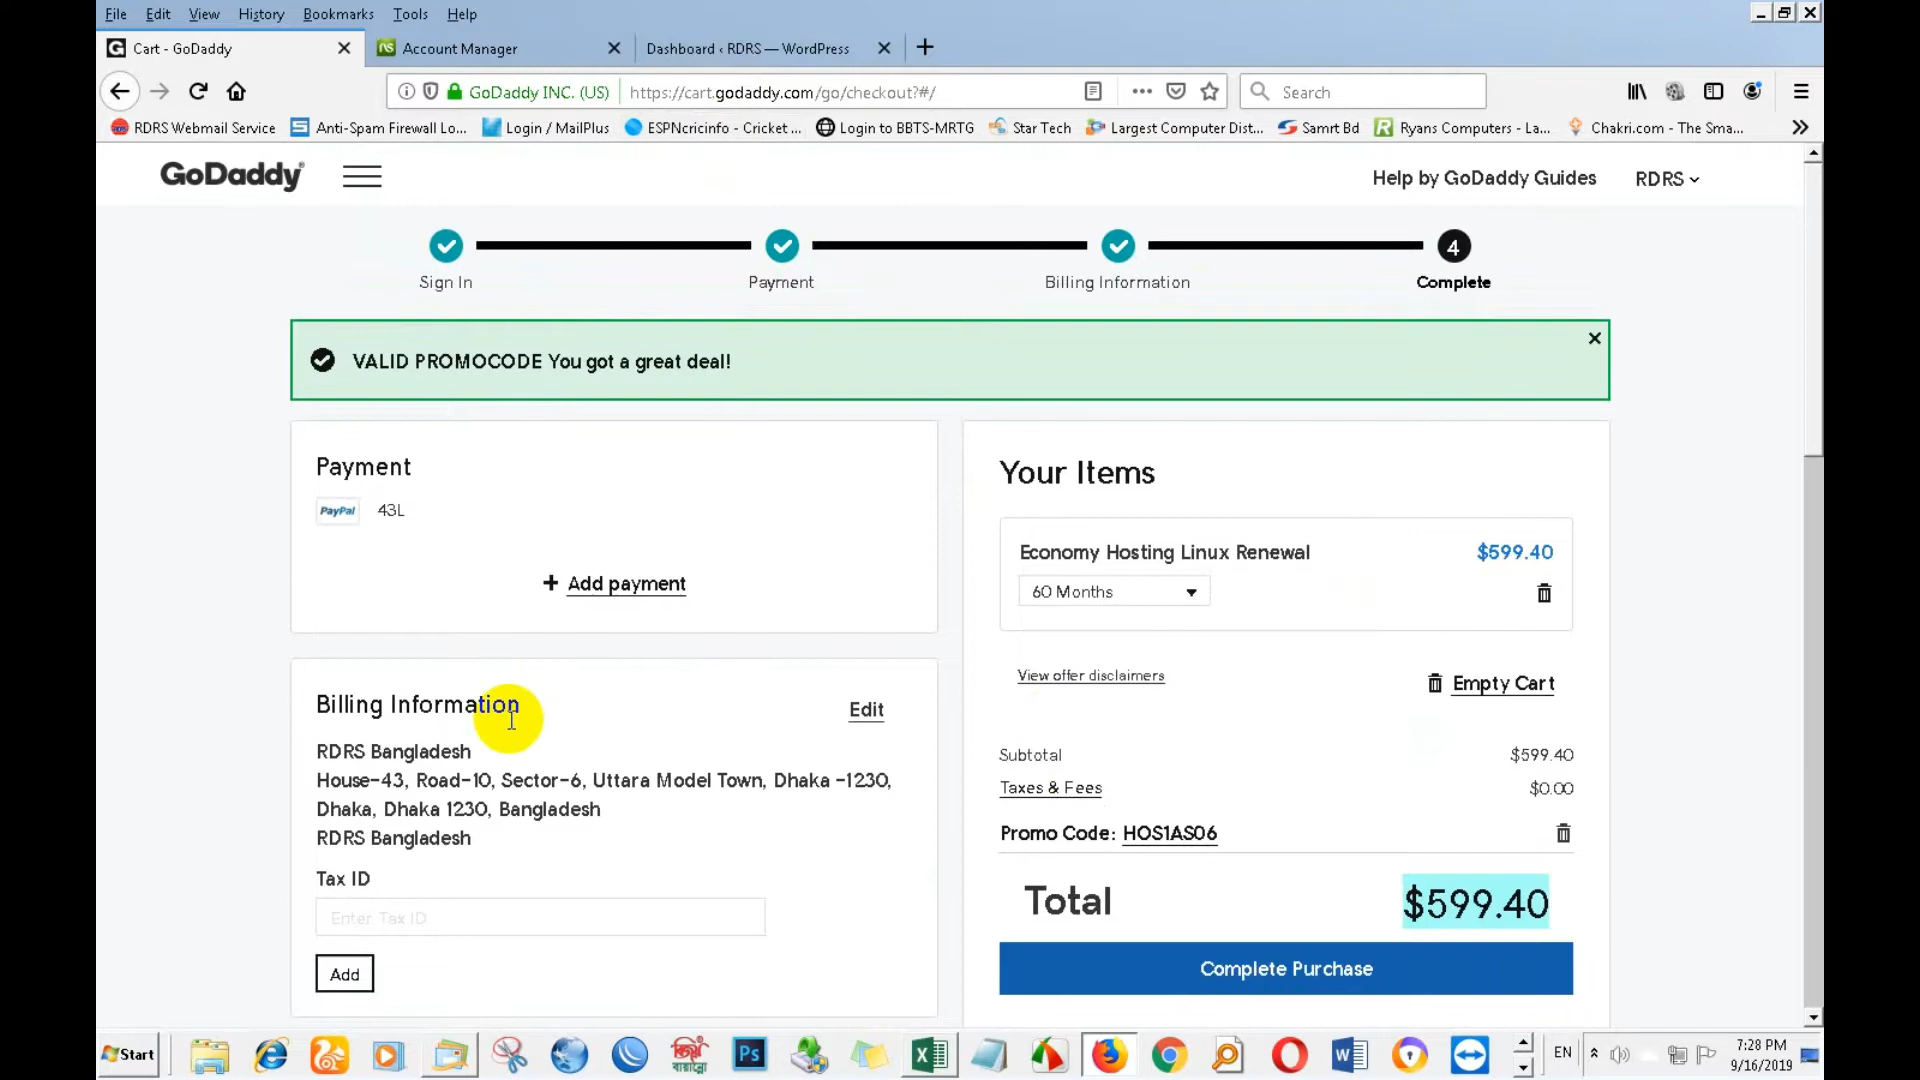 File Edit View History Bookmarks Tools Help
Cart - GoDaddy
Account Manager
Dashboard ‹ RDRS — WordPress
GoDaddy INC. (US) https://cart.godaddy.com/go/checkout?#/
Search
RDRS Webmail Service Anti-Spam Firewall Lo... Login / MailPlus ESPNcricinfo - Cricket ... Login to BBTS-MRTG Star Tech Largest Computer Dist... Samrt Bd Ryans Computers - La... Chakri.com - The Sma...
GoDaddy
Help by GoDaddy Guides RDRS
4
Sign In Payment Billing Information Complete
VALID PROMOCODE You got a great deal!
Payment
PayPal 43L
+ Add payment
Billing Information
Edit
RDRS Bangladesh
House-43, Road-10, Sector-6, Uttara Model Town, Dhaka -1230,
Dhaka, Dhaka 1230, Bangladesh
RDRS Bangladesh
Tax ID
Enter Tax ID
Add
Your Items
Economy Hosting Linux Renewal $599.40
60 Months
View offer disclaimers
Empty Cart
Subtotal $599.40
Taxes & Fees $0.00
Promo Code: HOS1AS06
Total $599.40
Complete Purchase
Start
Ps
EN
7:28 PM
9/16/2019